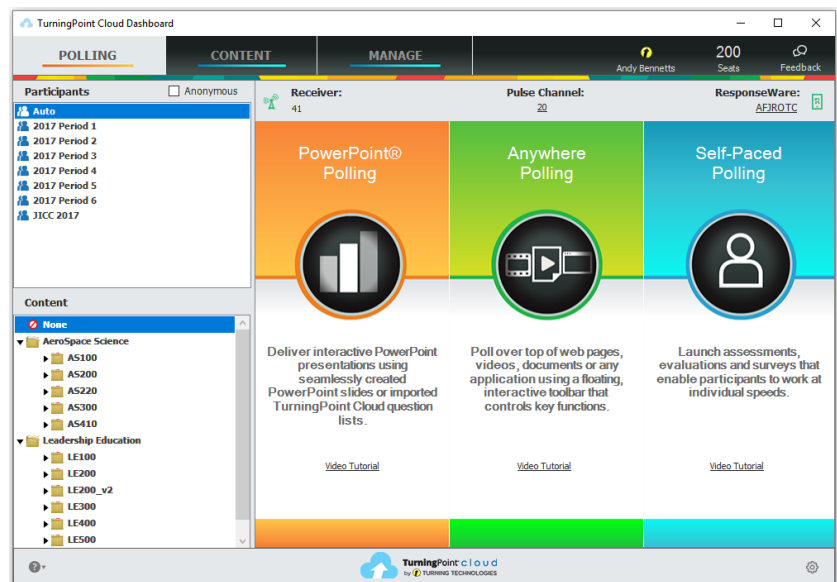 TurningPoint Cloud Dashboard
POLLING
CONTENT
MANAGE
Andy Bennetts
200
Seats
Feedback
Participants
Anonymous
Auto
2017 Period 1
2017 Period 2
2017 Period 3
2017 Period 4
2017 Period 5
2017 Period 6
JICC 2017
Content
None
AeroSpace Science
AS100
AS200
AS220
AS300
AS410
Leadership Education
LE100
LE200
LE200_v2
LE300
LE400
LE500
Receiver:
41
Pulse Channel:
20
ResponseWare:
AFJROTC
PowerPoint®
Polling
Deliver interactive PowerPoint
presentations using
seamlessly created
PowerPoint slides or imported
TurningPoint Cloud question
lists.
Video Tutorial
Anywhere
Polling
Poll over top of web pages,
videos, documents or any
application using a floating,
interactive toolbar that
controls key functions.
Video Tutorial
Self-Paced
Polling
Launch assessments,
evaluations and surveys that
enable participants to work at
individual speeds.
Video Tutorial
TurningPoint cloud
by TURNING TECHNOLOGIES